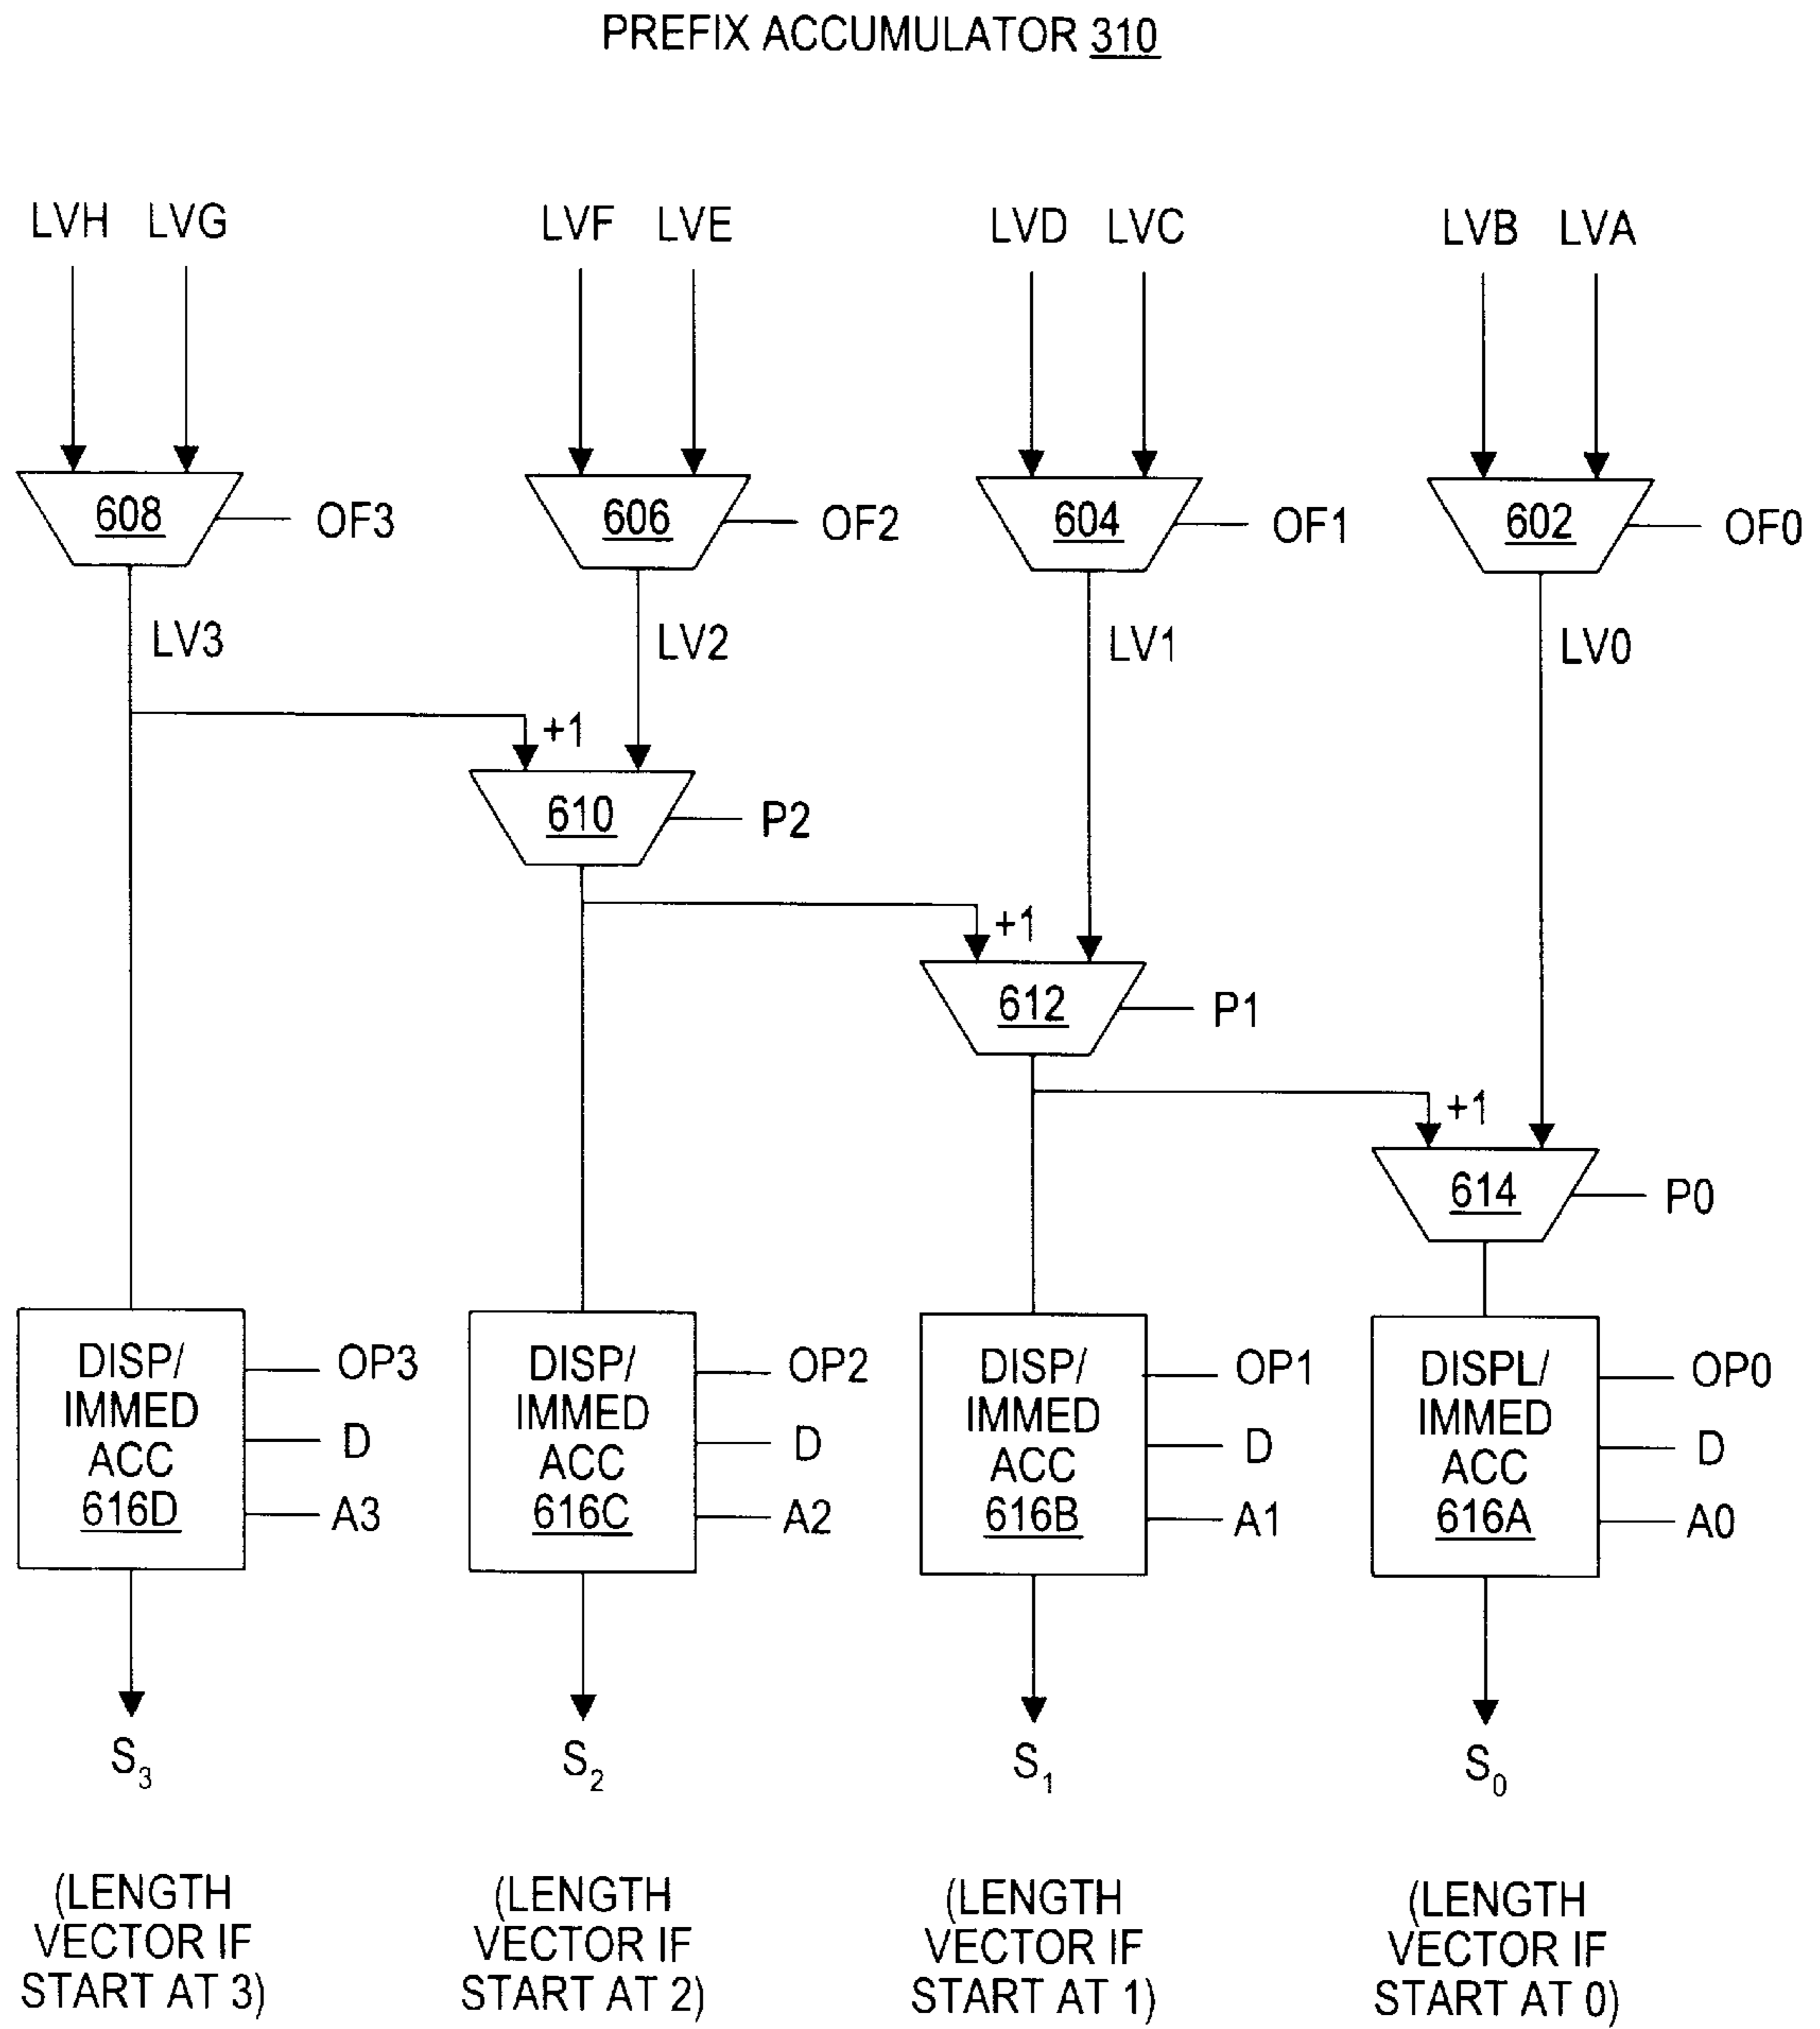 PREFIX ACCUMULATOR 310
LVH LVG LVF LVE LVD LVC LVB LVA
608 OF3 606 OF2 604 OF1 602 OF0
LV3 LV2 LV1 LV0
+1
610 P2
+1
612 P1
+1
614 P0
DISP/
IMMED
ACC
616D
OP3
D
A3
DISP/
IMMED
ACC
616C
OP2
D
A2
DISP/
IMMED
ACC
616B
OP1
D
A1
DISPL/
IMMED
ACC
616A
OP0
D
A0
S3 S2 S1 S0
(LENGTH
VECTOR IF
START AT 3)
(LENGTH
VECTOR IF
START AT 2)
(LENGTH
VECTOR IF
START AT 1)
(LENGTH
VECTOR IF
START AT 0)